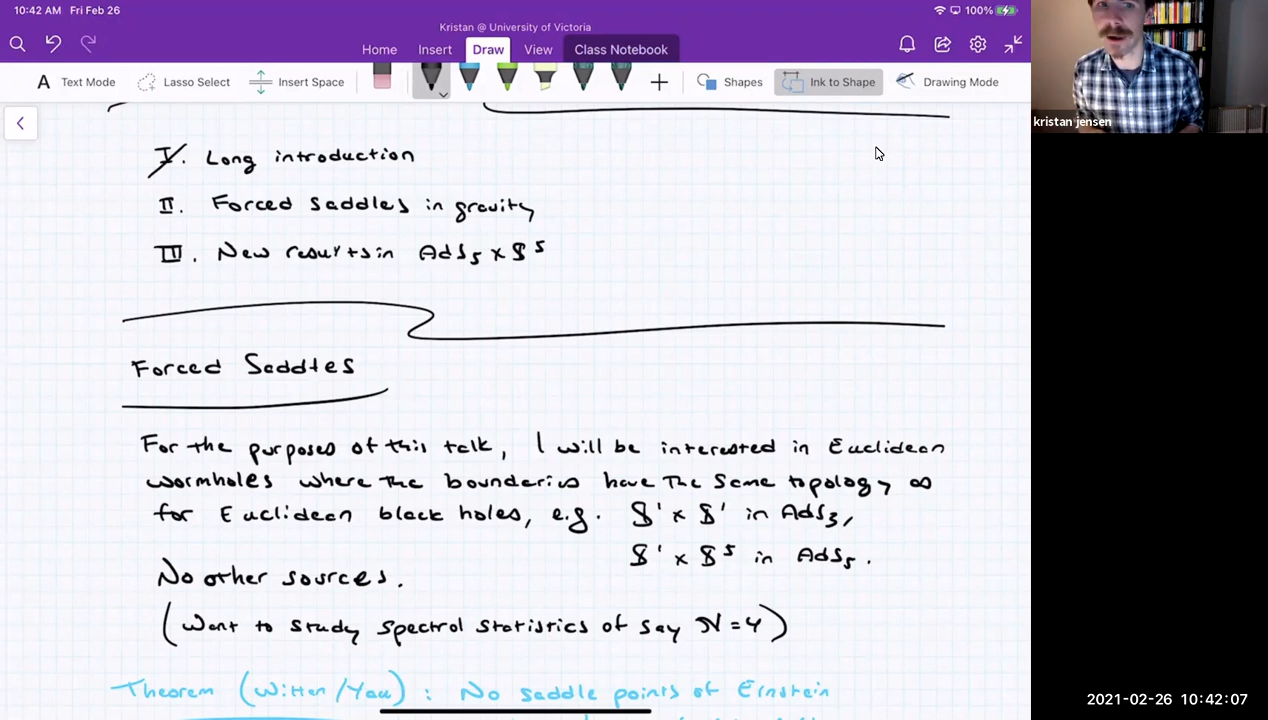 10:42 AM Fri Feb 26
100%
Kristan @ University of Victoria
Home Insert Draw View Class Notebook
Text Mode Lasso Select Insert Space Shapes Ink to Shape Drawing Mode
kristan jensen
I. Long introduction
II. Forced saddles in gravity
III. New results in AdS5 x S5
Forced Saddles
For the purposes of this talk, I will be interested in Euclidean
wormholes where the boundaries have the same topology as
for Euclidean black holes, e.g. S1 x S1 in AdS3,
S1 x S5 in AdS5.
No other sources.
(Want to study spectral statistics of say N=4)
Theorem (Witten/Yau): No saddle points of Einstein
2021-02-26 10:42:07